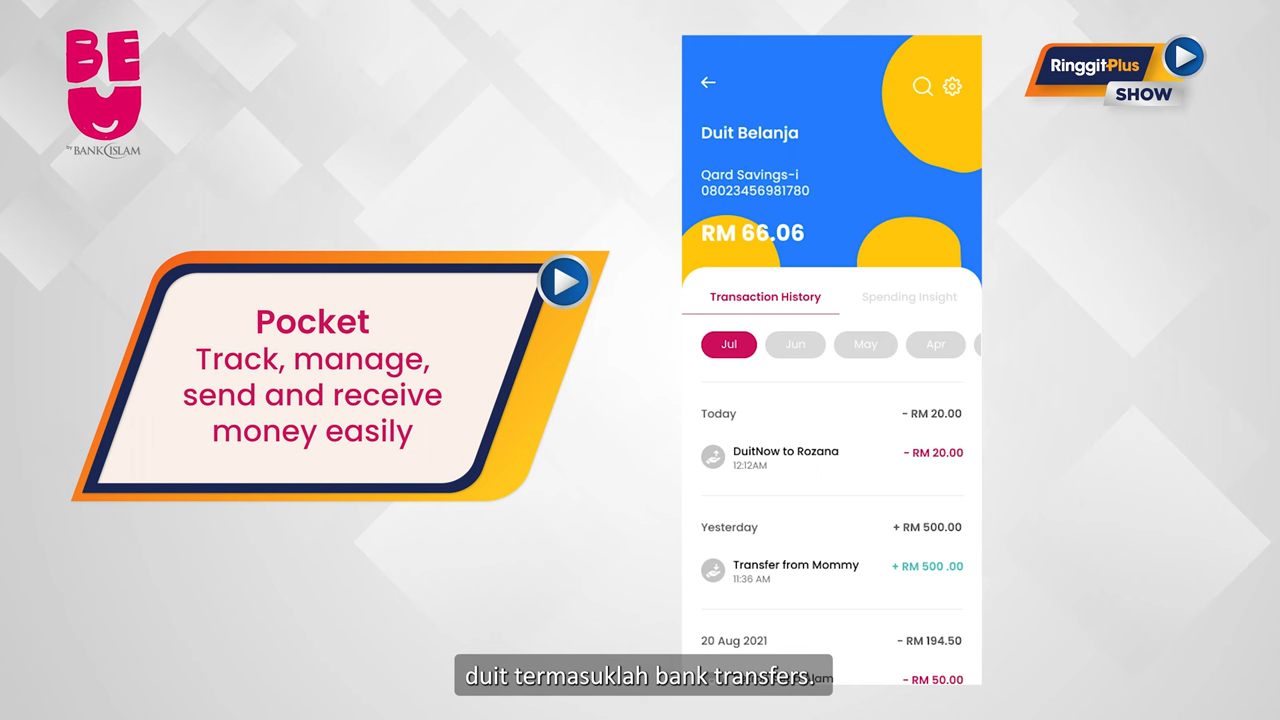 BE
U
by BANK ISLAM
RinggitPlus
SHOW
Pocket
Track, manage,
send and receive
money easily
Duit Belanja
Qard Savings-i
08023456981780
RM 66.06
Transaction History
Spending Insight
Jul
Jun
May
Apr
Today
- RM 20.00
DuitNow to Rozana
- RM 20.00
12:12AM
Yesterday
+ RM 500.00
Transfer from Mommy
+ RM 500 .00
11:36 AM
20 Aug 2021
- RM 194.50
- RM 50.00
duit termasuklah bank transfers.